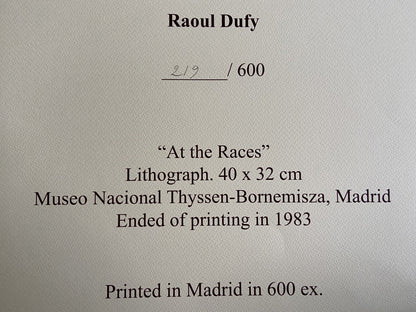 Raoul Dufy
219 / 600
“At the Races”
Lithograph. 40 x 32 cm
Museo Nacional Thyssen-Bornemisza, Madrid
Ended of printing in 1983
Printed in Madrid in 600 ex.